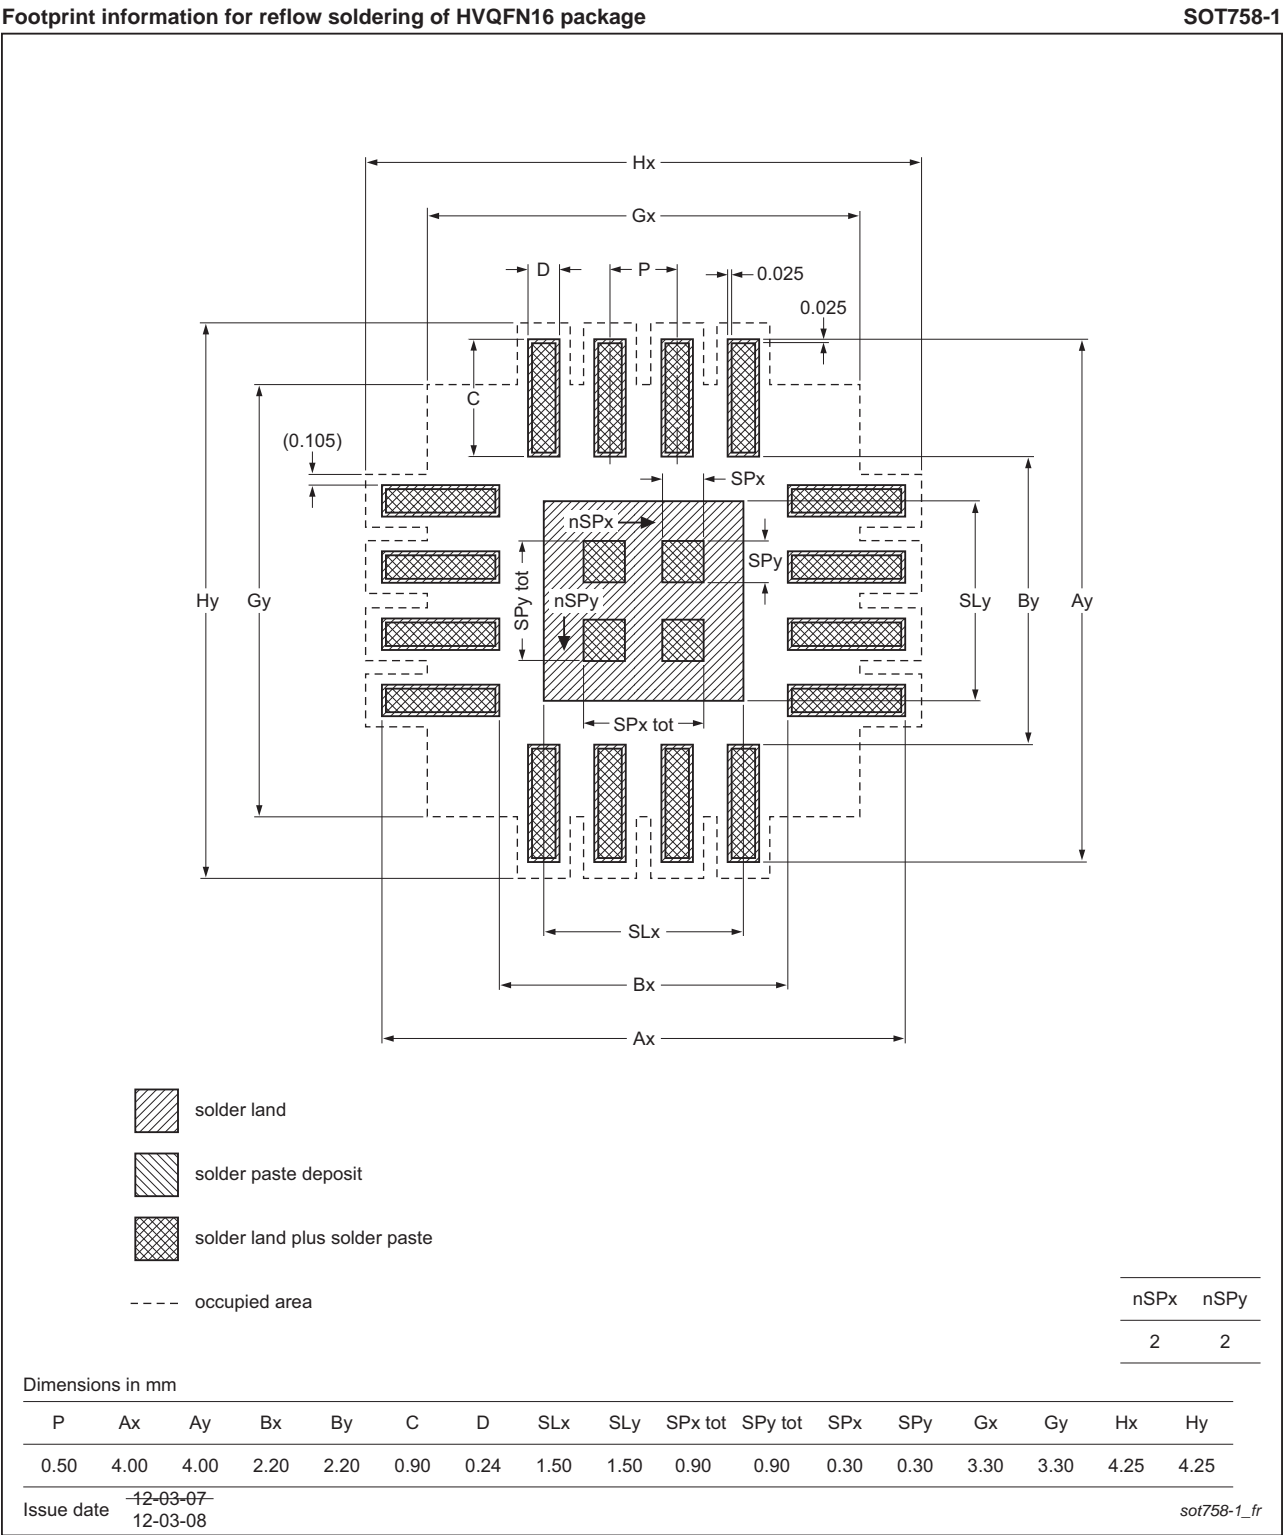 Footprint information for reflow soldering of HVQFN16 package SOT758-1
Hx
Gx
D P 0.025
0.025
C
(0.105)
SPx
nSPx
SPy
SPy tot
nSPy
Hy Gy SLy By Ay
SPx tot
SLx
Bx
Ax
solder land
solder paste deposit
solder land plus solder paste
occupied area
nSPx nSPy
2 2
Dimensions in mm
P Ax Ay Bx By C D SLx SLy SPx tot SPy tot SPx SPy Gx Gy Hx Hy
0.50 4.00 4.00 2.20 2.20 0.90 0.24 1.50 1.50 0.90 0.90 0.30 0.30 3.30 3.30 4.25 4.25
Issue date 12-03-07
12-03-08
sot758-1_fr